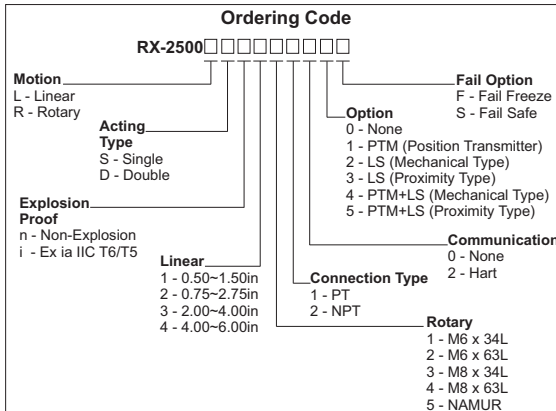 Ordering Code
RX-2500□□□□□□□□□
Motion
L - Linear
R - Rotary
Acting
Type
S - Single
D - Double
Explosion
Proof
n - Non-Explosion
i - Ex ia IIC T6/T5
Linear
1 - 0.50~1.50in
2 - 0.75~2.75in
3 - 2.00~4.00in
4 - 4.00~6.00in
Rotary
1 - M6 x 34L
2 - M6 x 63L
3 - M8 x 34L
4 - M8 x 63L
5 - NAMUR
Connection Type
1 - PT
2 - NPT
Communication
0 - None
2 - Hart
Option
0 - None
1 - PTM (Position Transmitter)
2 - LS (Mechanical Type)
3 - LS (Proximity Type)
4 - PTM+LS (Mechanical Type)
5 - PTM+LS (Proximity Type)
Fail Option
F - Fail Freeze
S - Fail Safe